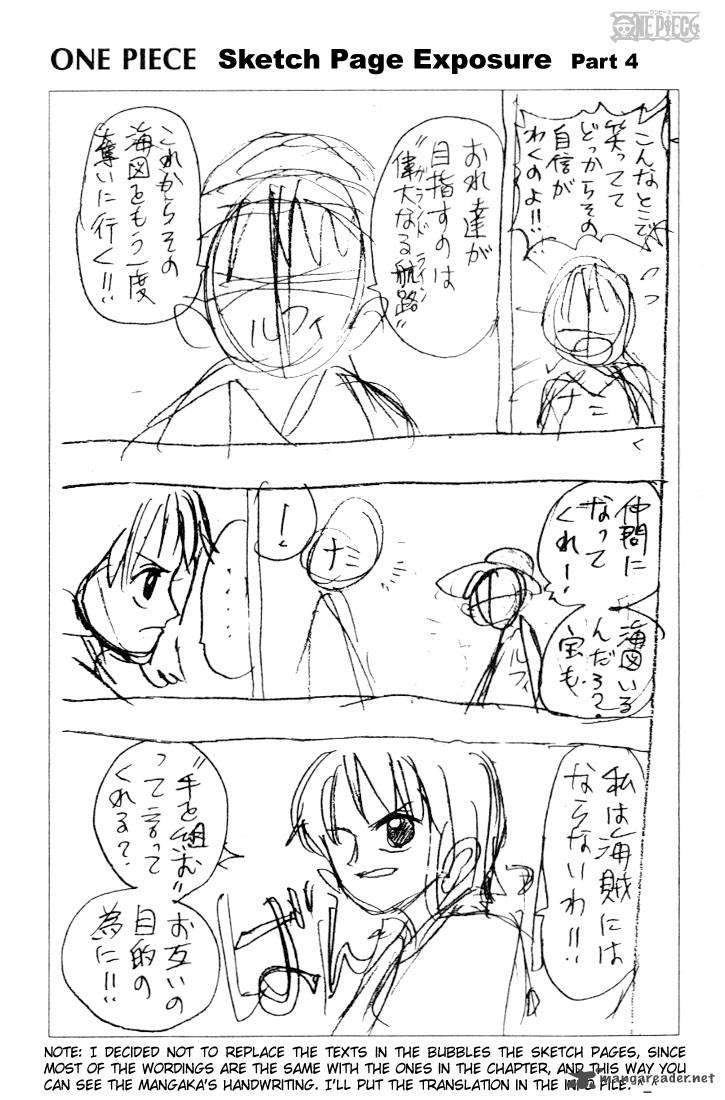 ワンピース
ONE PIECE
ONE PIECE Sketch Page Exposure Part 4
こんなとこで
笑ってて
どっからその
自信が
わくのよ!!
ナミ
おれ達が
目指すのは
グランドライン
“偉大なる航路”
これからその
海図をもう一度
奪いに行く!!
ルフィ
仲間に
なって
くれ!
海図いる
んだろ?
宝も
ルフィ
ナミ
!
……
私は海賊には
ならないわ!!
“手を組む”
って言って
くれる?
お互いの
目的の
為に!!
ばん
NOTE: I DECIDED NOT TO REPLACE THE TEXTS IN THE BUBBLES THE SKETCH PAGES, SINCE
MOST OF THE WORDINGS ARE THE SAME WITH THE ONES IN THE CHAPTER, AND THIS WAY YOU
CAN SEE THE MANGAKA'S HANDWRITING. I'LL PUT THE TRANSLATION IN THE INFO FILE. ^_^
mangareader.net